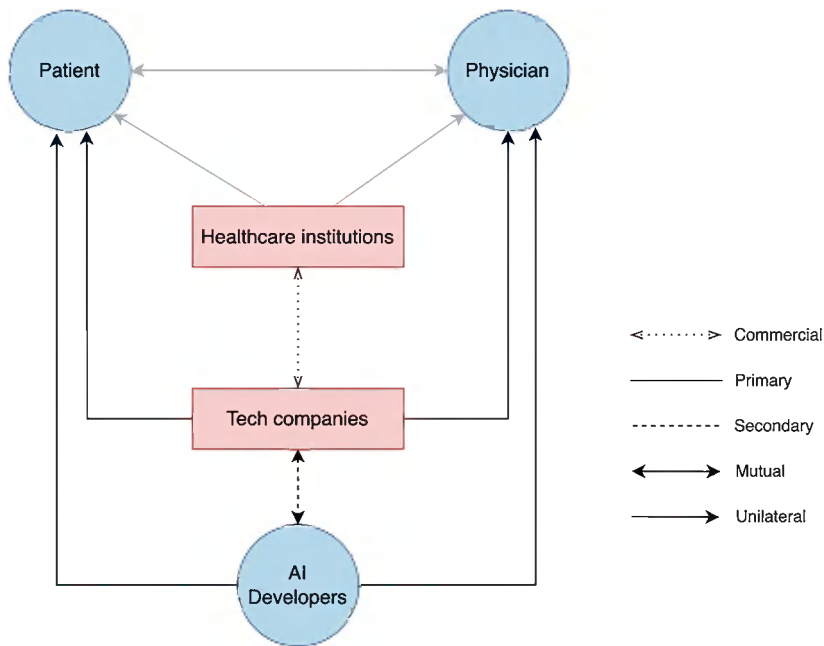 Patient
Physician
Healthcare institutions
Tech companies
AI
Developers
Commercial
Primary
Secondary
Mutual
Unilateral